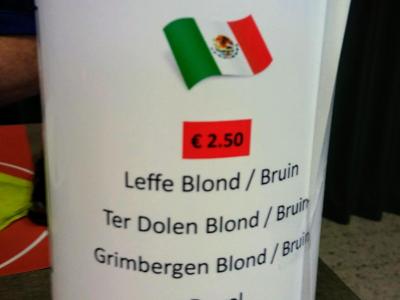 € 2.50
Leffe Blond / Bruin
Ter Dolen Blond / Bruin
Grimbergen Blond / Bruin